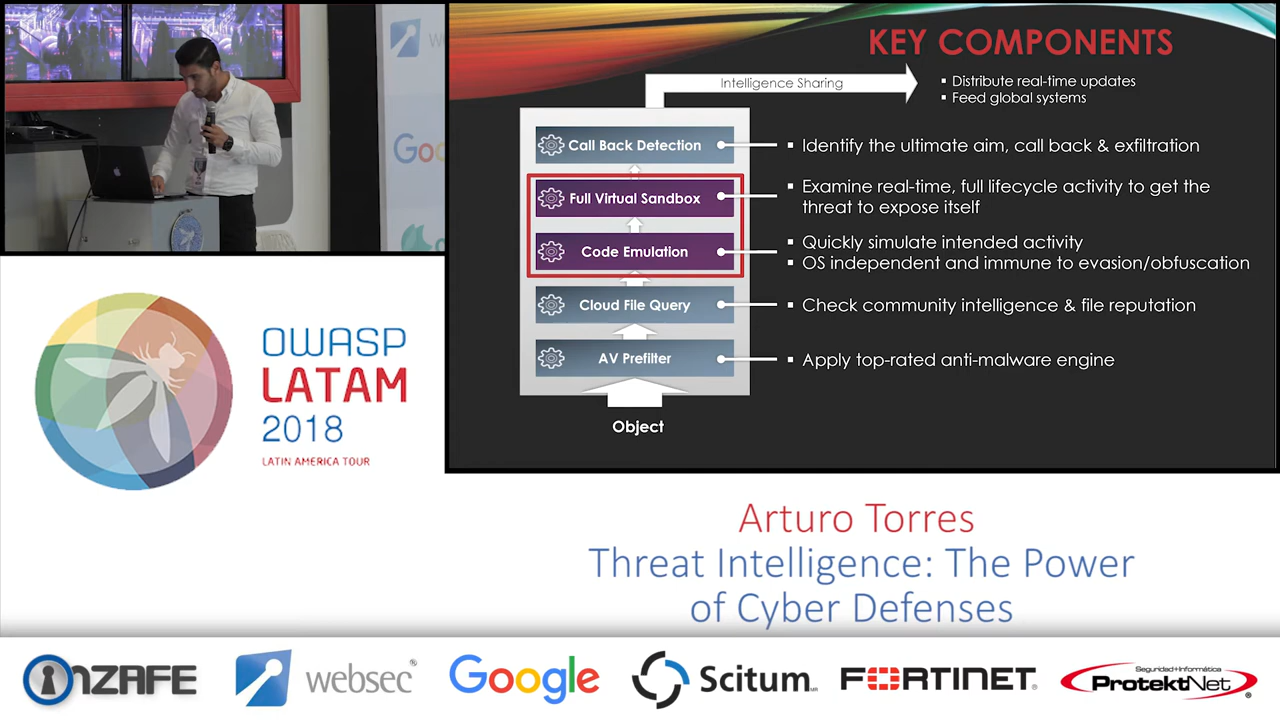 KEY COMPONENTS
Intelligence Sharing
▪ Distribute real-time updates
▪ Feed global systems
Call Back Detection
▪ Identify the ultimate aim, call back & exfiltration
Full Virtual Sandbox
▪ Examine real-time, full lifecycle activity to get the
threat to expose itself
Code Emulation
▪ Quickly simulate intended activity
▪ OS independent and immune to evasion/obfuscation
Cloud File Query
▪ Check community intelligence & file reputation
AV Prefilter
▪ Apply top-rated anti-malware engine
Object
W
Goo
OWASP
LATAM
2018
LATIN AMERICA TOUR
Arturo Torres
Threat Intelligence: The Power
of Cyber Defenses
INZAFE
websec®
Google
Scitum
FORTINET®
Seguridad+Informática
ProtektNet®